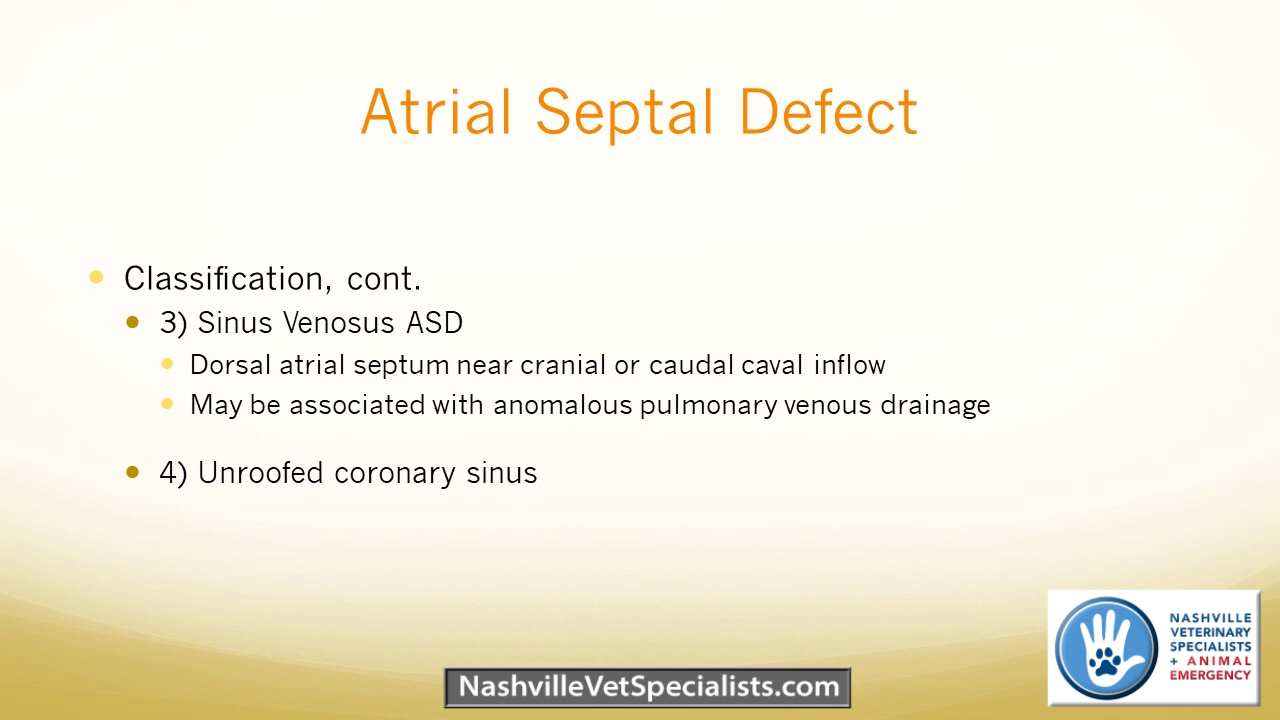 Atrial Septal Defect
Classification, cont.
3) Sinus Venosus ASD
Dorsal atrial septum near cranial or caudal caval inflow
May be associated with anomalous pulmonary venous drainage
4) Unroofed coronary sinus
NASHVILLE
VETERINARY
SPECIALISTS
+ ANIMAL
EMERGENCY
NashvilleVetSpecialists.com